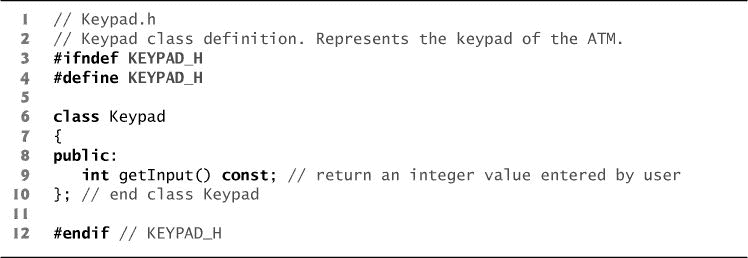 1 // Keypad.h
2 // Keypad class definition. Represents the keypad of the ATM.
3 #ifndef KEYPAD_H
4 #define KEYPAD_H
5
6 class Keypad
7 {
8 public:
9    int getInput() const; // return an integer value entered by user
10 }; // end class Keypad
11
12 #endif // KEYPAD_H